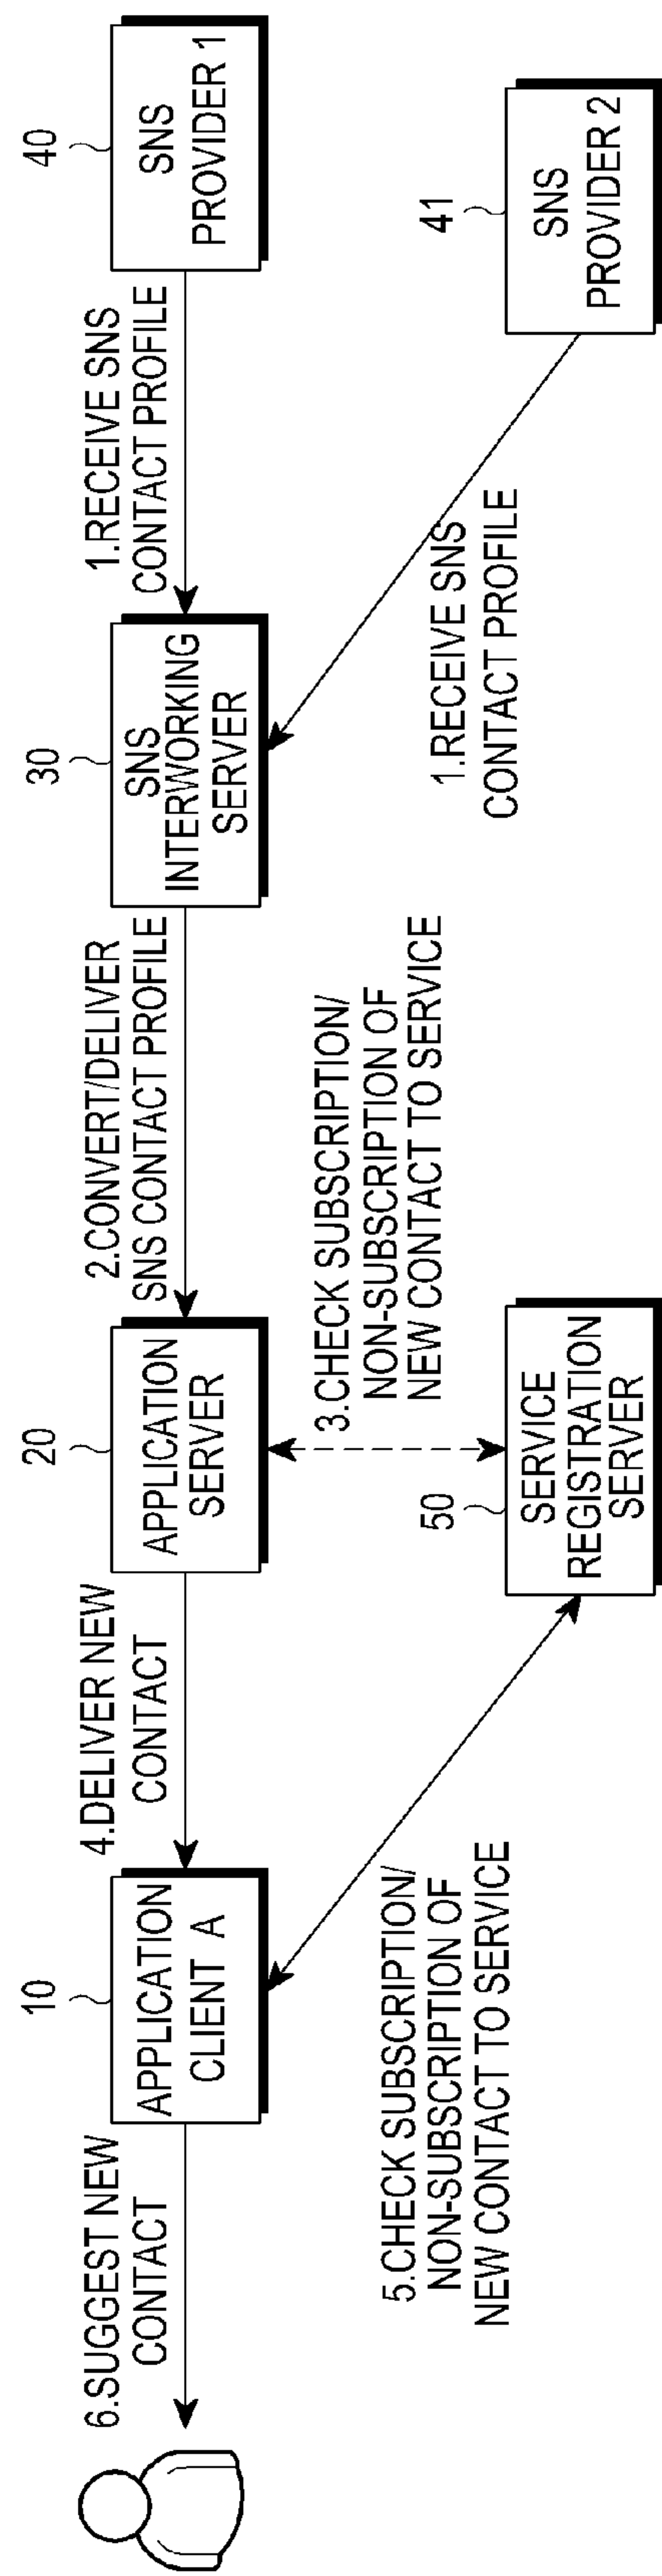 6.SUGGEST NEW
CONTACT
10
APPLICATION
CLIENT A
4.DELIVER NEW
CONTACT
20
APPLICATION
SERVER
2.CONVERT/DELIVER
SNS CONTACT PROFILE
30
SNS
INTERWORKING
SERVER
1.RECEIVE SNS
CONTACT PROFILE
40
SNS
PROVIDER 1
5.CHECK SUBSCRIPTION/
NON-SUBSCRIPTION OF
NEW CONTACT TO SERVICE
3.CHECK SUBSCRIPTION/
NON-SUBSCRIPTION OF
NEW CONTACT TO SERVICE
50
SERVICE
REGISTRATION
SERVER
1.RECEIVE SNS
CONTACT PROFILE
41
SNS
PROVIDER 2